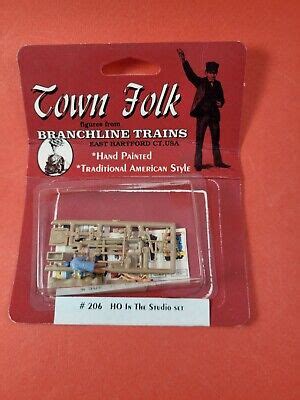 Town Folk
figures from
BRANCHLINE TRAINS
EAST HARTFORD CT. USA
*Hand Painted
*Traditional American Style
# 206 HO In The Studio set